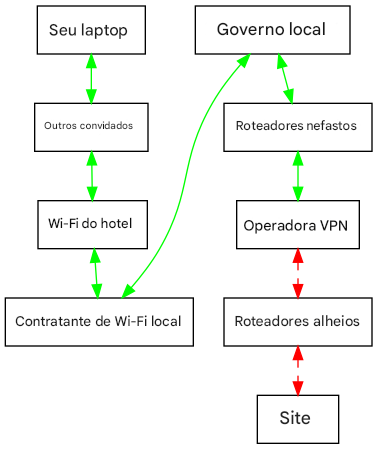 Seu laptop
Outros convidados
Wi-Fi do hotel
Contratante de Wi-Fi local
Governo local
Roteadores nefastos
Operadora VPN
Roteadores alheios
Site